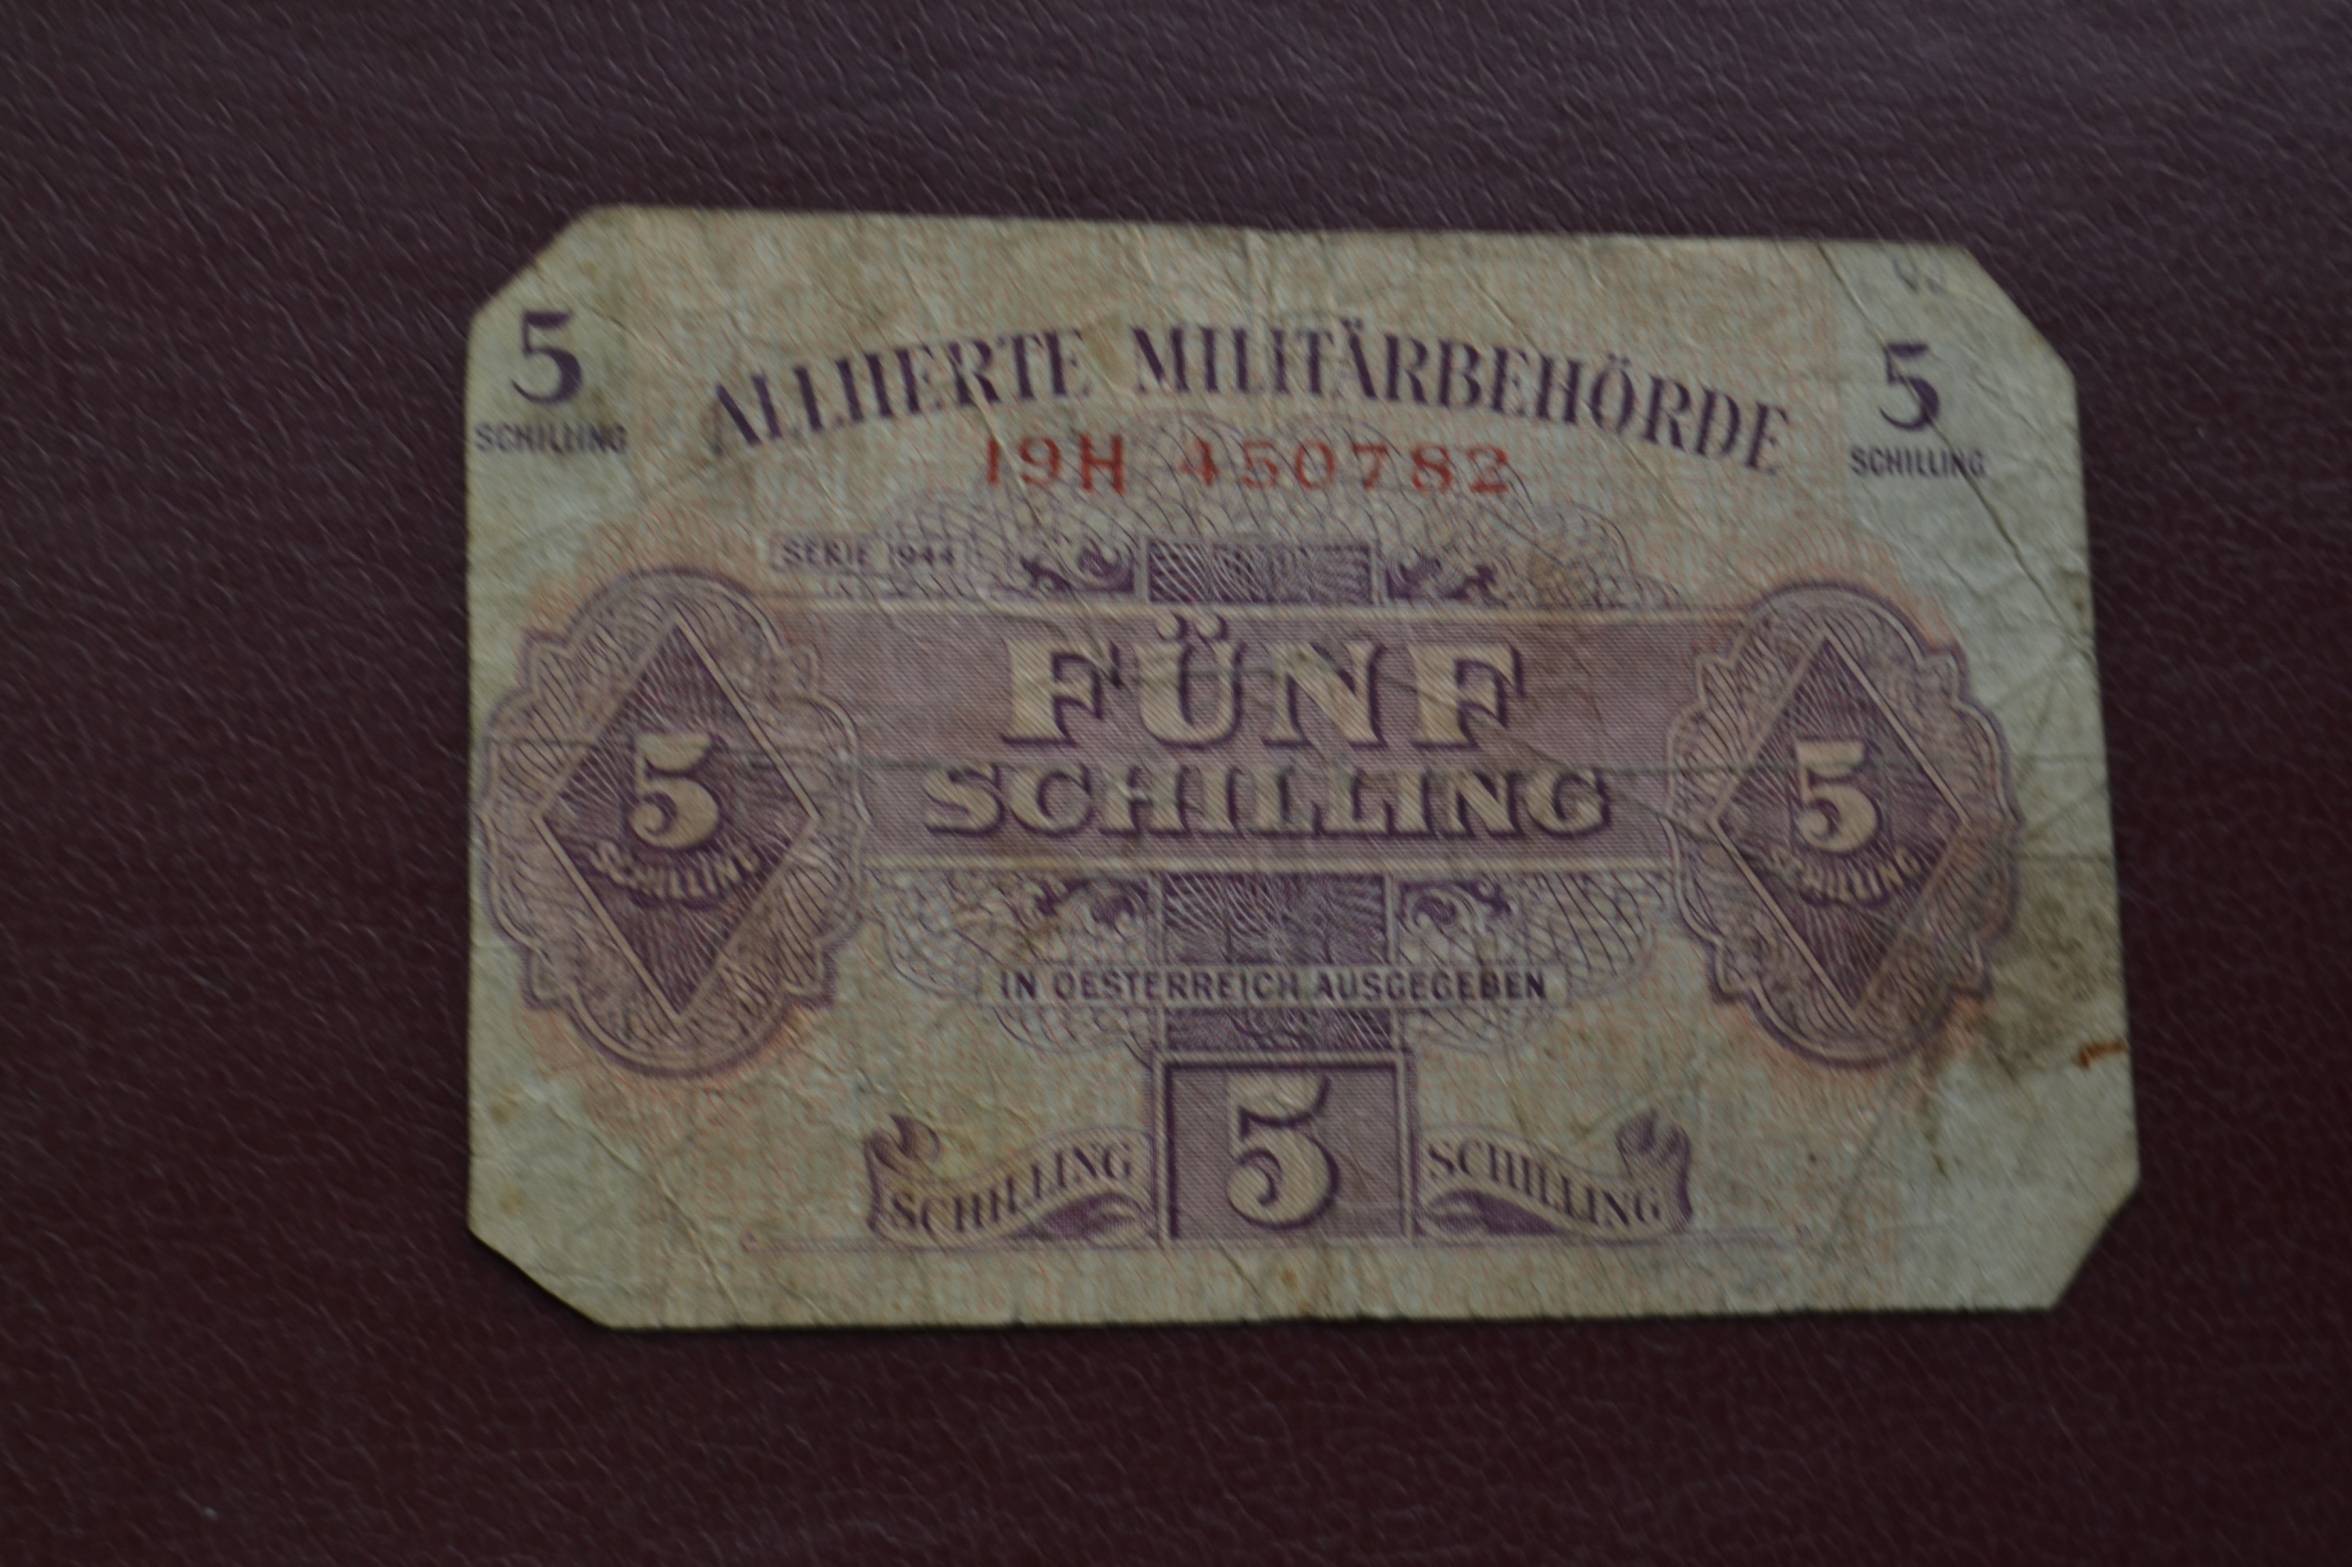 5
SCHILLING
ALLIIERTE MILITÄRBEHÖRDE
5
SCHILLING
19H 450782
SERIE 1944
FÜNF
SCHILLING
5
SCHILLING
5
SCHILLING
IN OESTERREICH AUSGEGEBEN
SCHILLING 5 SCHILLING